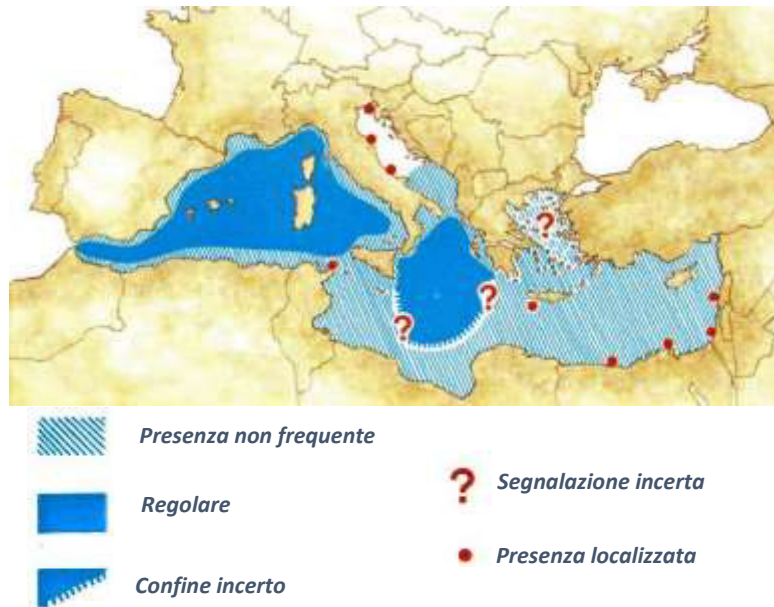 ?
?
?
Presenza non frequente
Regolare
Confine incerto
? Segnalazione incerta
Presenza localizzata